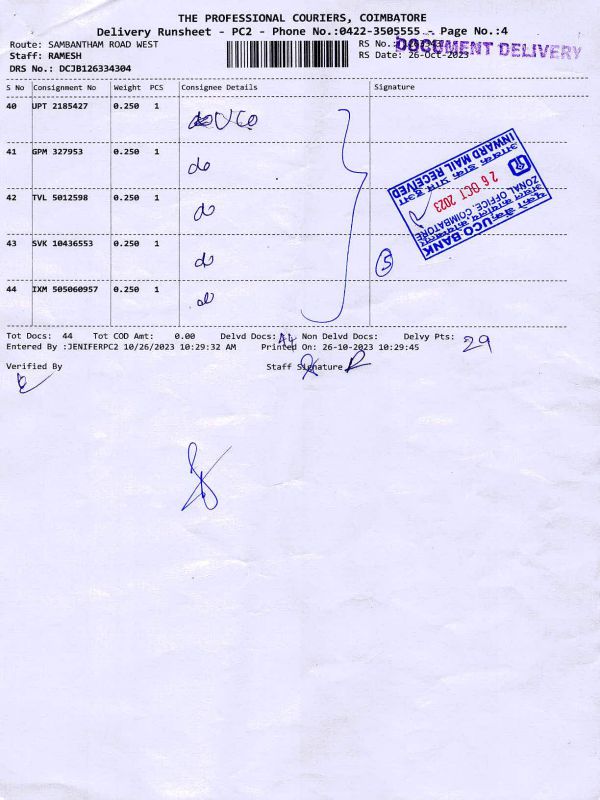 THE PROFESSIONAL COURIERS, COIMBATORE
Delivery Runsheet - PC2 - Phone No.:0422-3505555 - Page No.:4
Route: SAMBANTHAM ROAD WEST
RS No.:
DOCUMENT DELIVERY
Staff: RAMESH
RS Date: 26-Oct-2023
DRS No.: DCJB126334304
S No Consignment No Weight PCS Consignee Details Signature
40 UPT 2185427 0.250 1 UCO
41 GPM 327953 0.250 1 do
42 TVL 5012598 0.250 1 do
43 SVK 10436553 0.250 1 do
44 IXM 505060957 0.250 1 do
UCO BANK
ZONAL OFFICE, COIMBATORE
26 OCT 2023
INWARD MAIL RECEIVED
5
Tot Docs: 44 Tot COD Amt: 0.00 Delvd Docs: 44 Non Delvd Docs: Delvy Pts: 29
Entered By :JENIFERPC2 10/26/2023 10:29:32 AM Printed On: 26-10-2023 10:29:45
Verified By Staff Signature